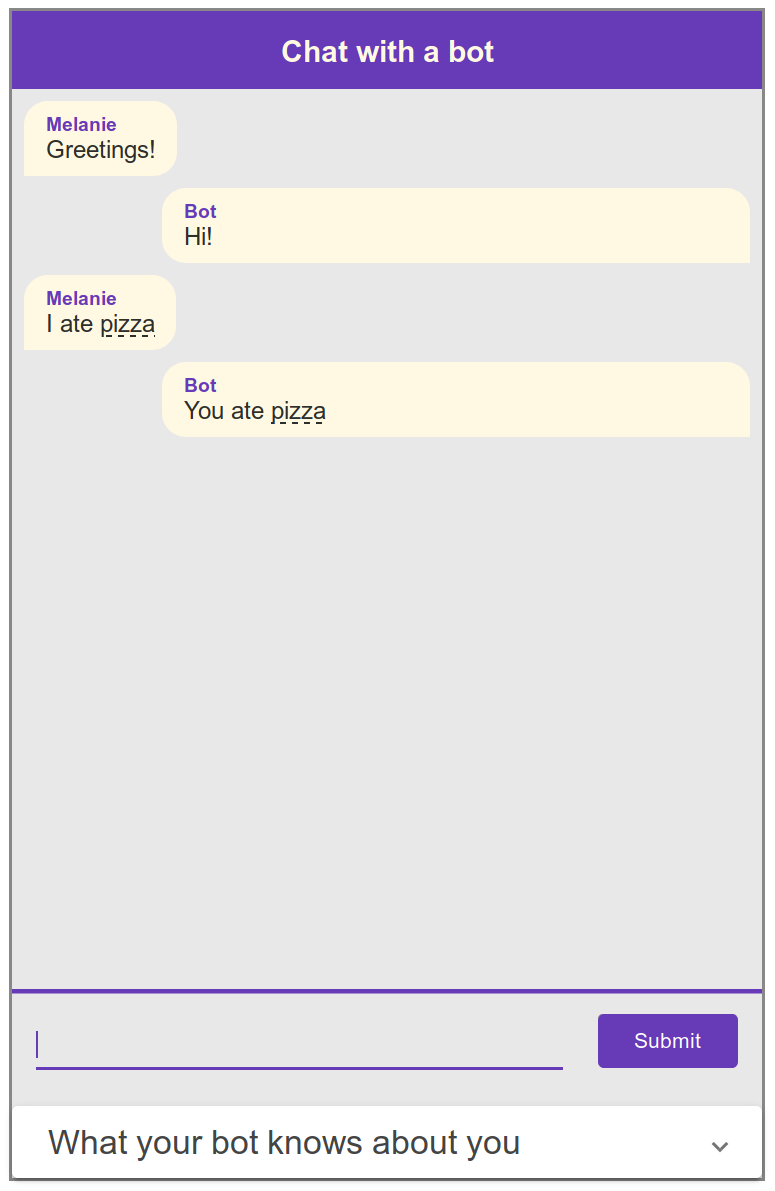 Chat with a bot
Melanie
Greetings!
Bot
Hi!
Melanie
I ate pizza
Bot
You ate pizza
Submit
What your bot knows about you